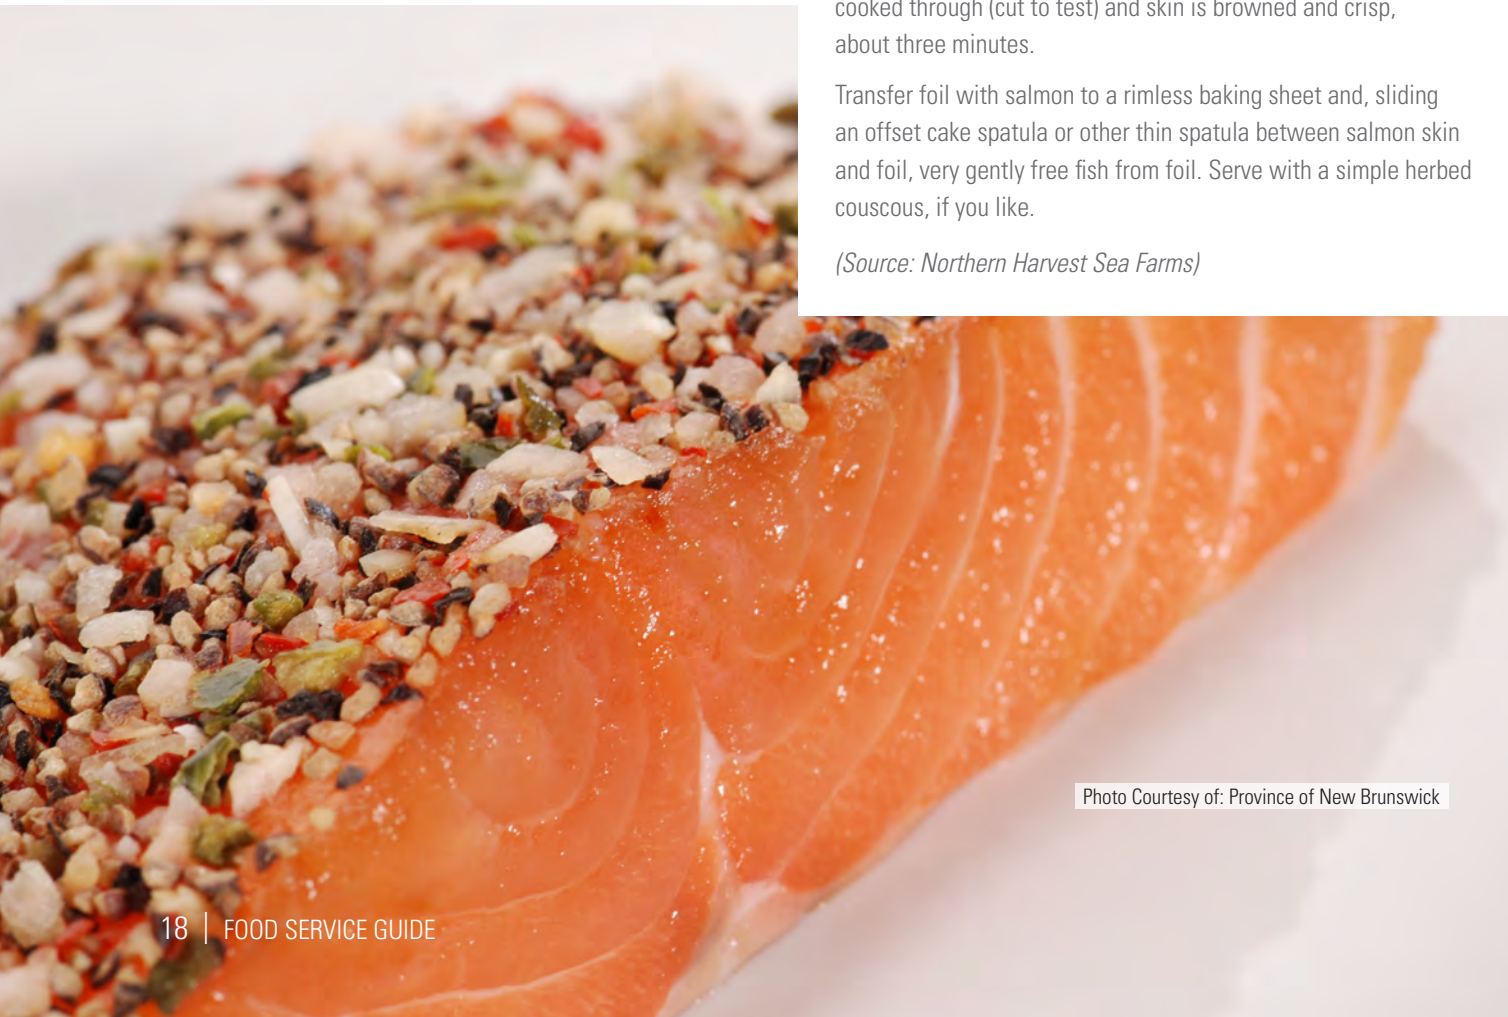 cooked through (cut to test) and skin is browned and crisp,
about three minutes.
Transfer foil with salmon to a rimless baking sheet and, sliding
an offset cake spatula or other thin spatula between salmon skin
and foil, very gently free fish from foil. Serve with a simple herbed
couscous, if you like.
(Source: Northern Harvest Sea Farms)
Photo Courtesy of: Province of New Brunswick
18 | FOOD SERVICE GUIDE